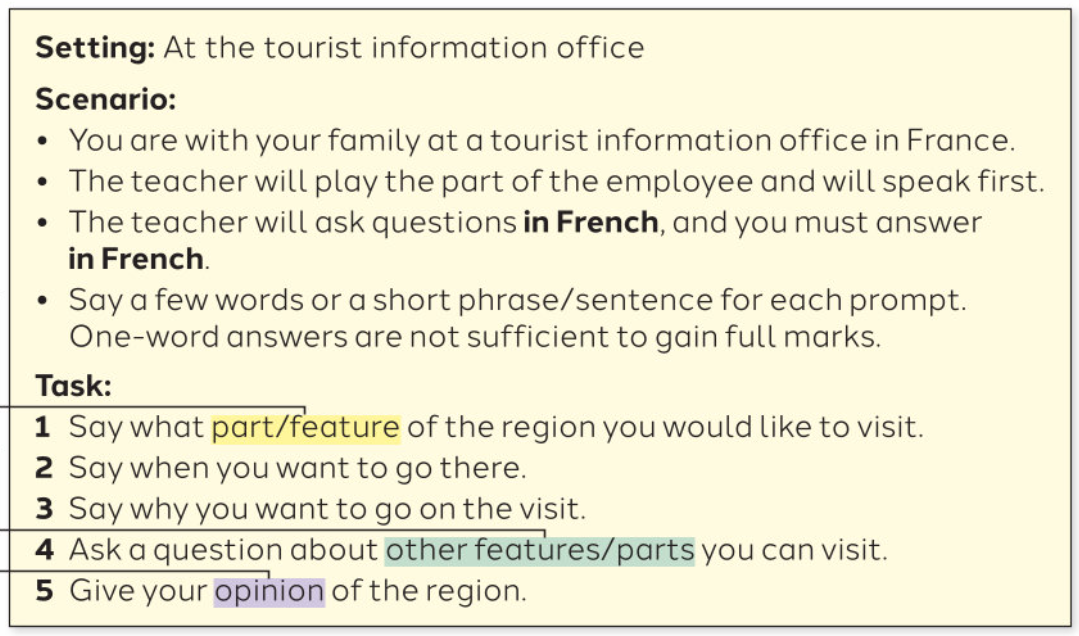 Setting: At the tourist information office
Scenario:
• You are with your family at a tourist information office in France.
• The teacher will play the part of the employee and will speak first.
• The teacher will ask questions in French, and you must answer
in French.
• Say a few words or a short phrase/sentence for each prompt.
One-word answers are not sufficient to gain full marks.
Task:
1 Say what part/feature of the region you would like to visit.
2 Say when you want to go there.
3 Say why you want to go on the visit.
4 Ask a question about other features/parts you can visit.
5 Give your opinion of the region.